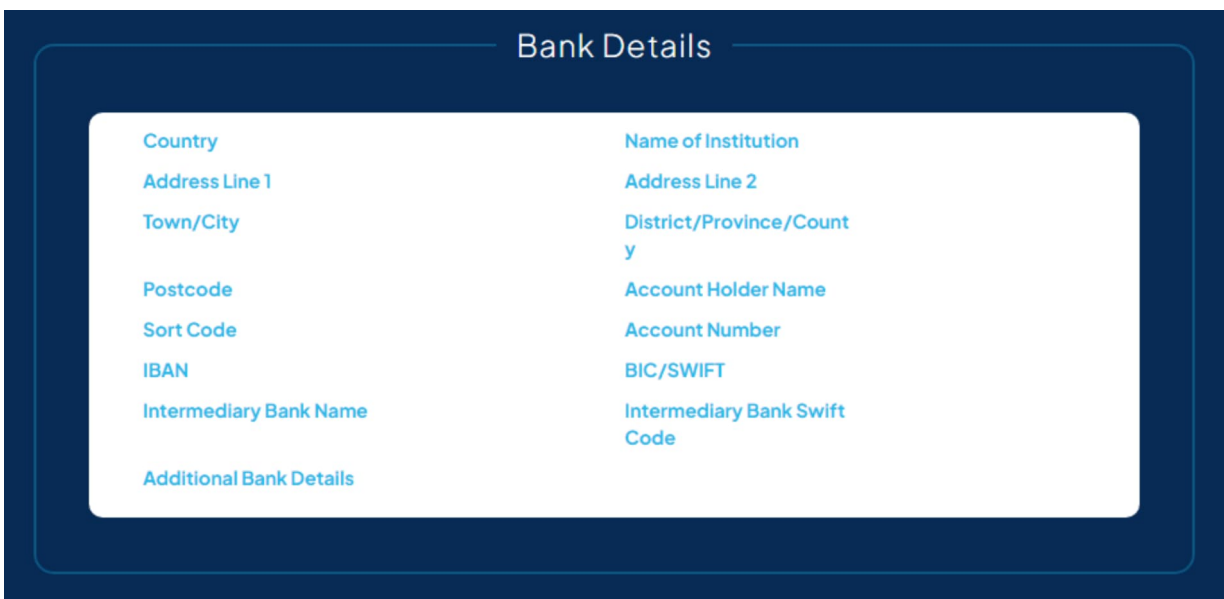 Bank Details
Country
Name of Institution
Address Line 1
Address Line 2
Town/City
District/Province/Count
y
Postcode
Account Holder Name
Sort Code
Account Number
IBAN
BIC/SWIFT
Intermediary Bank Name
Intermediary Bank Swift
Code
Additional Bank Details